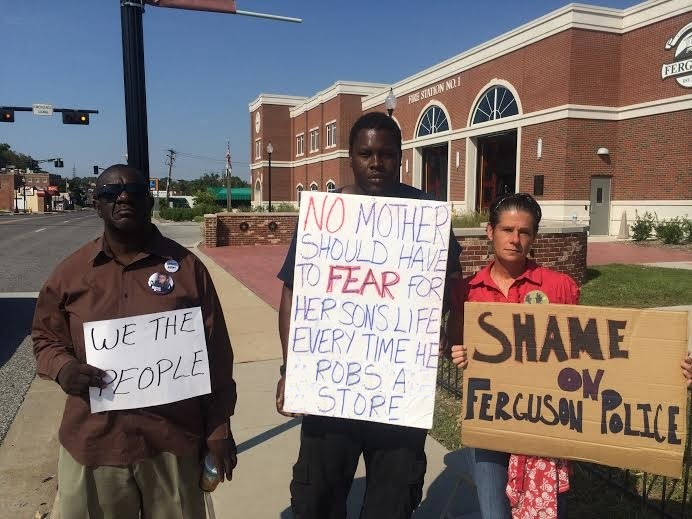 FIRE STATION NO.1
WE THE
PEOPLE
NO MOTHER
SHOULD HAVE
TO FEAR FOR
HER SONS LIFE
EVERY TIME HE
ROBS A
STORE
SHAME
ON
FERGUSON POLICE